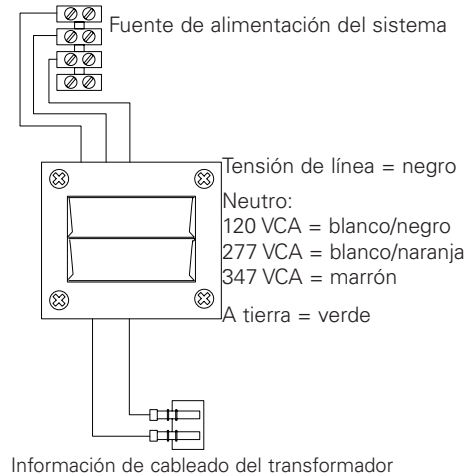 Fuente de alimentación del sistema
Tensión de línea = negro
Neutro:
120 VCA = blanco/negro
277 VCA = blanco/naranja
347 VCA = marrón
A tierra = verde
Información de cableado del transformador